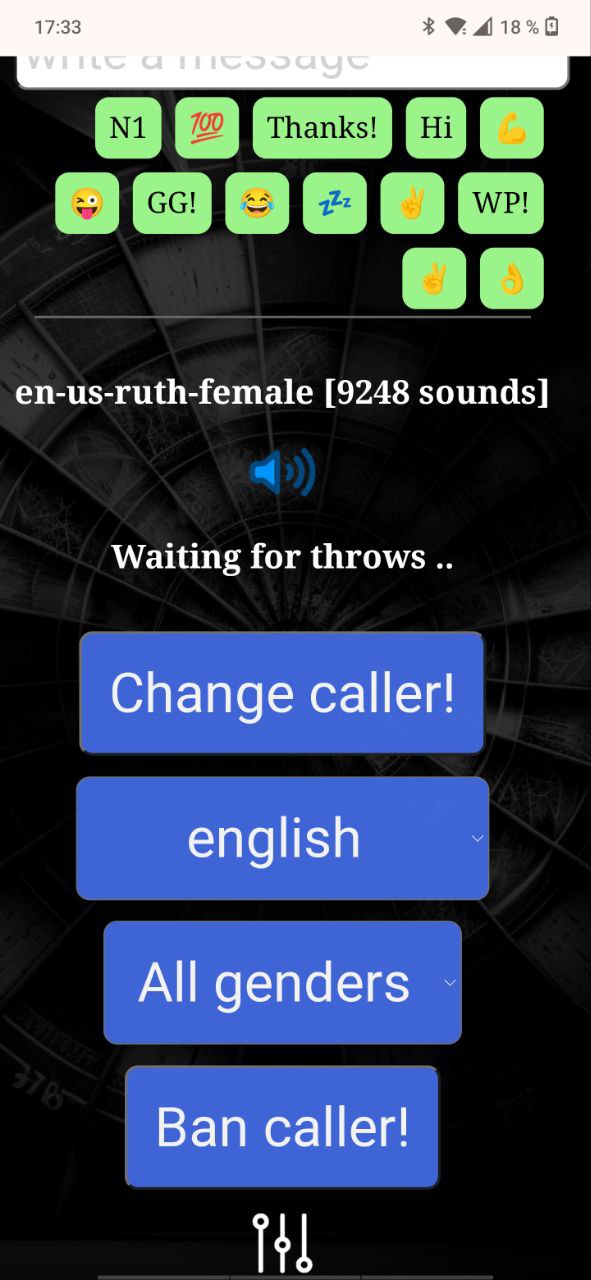 17:33 18 %
Write a message
N1 💯 Thanks! Hi 💪
😜 GG! 😂 💤 ✌️ WP!
✌️ 👌
en-us-ruth-female [9248 sounds]
Waiting for throws ..
Change caller!
english
All genders
Ban caller!